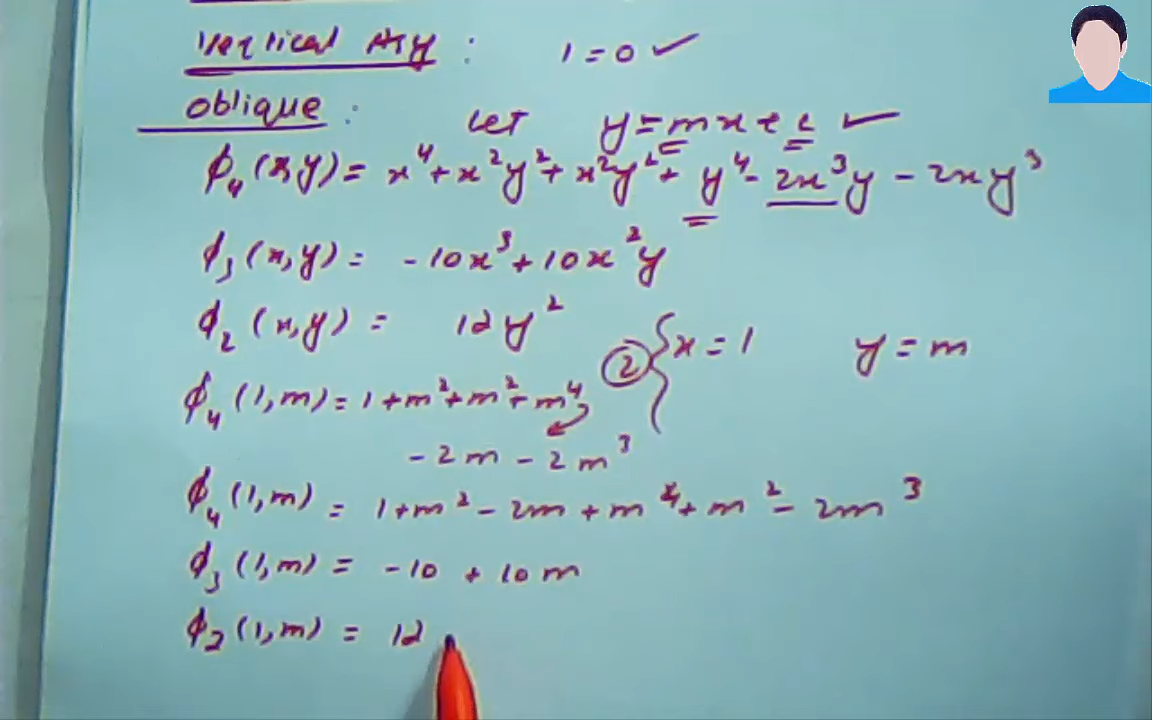 Vertical Asy : 1 = 0 ✓
oblique : Let y = mx + c ✓
ϕ₄(x,y) = x⁴ + x²y² + x²y² + y⁴ - 2x³y - 2xy³
ϕ₃(x,y) = -10x³ + 10x²y
ϕ₂(x,y) = 12y²
② { x = 1 y = m
ϕ₄(1,m) = 1 + m² + m² + m⁴
- 2m - 2m³
ϕ₄(1,m) = 1 + m² - 2m + m⁴ + m² - 2m³
ϕ₃(1,m) = -10 + 10m
ϕ₂(1,m) = 12